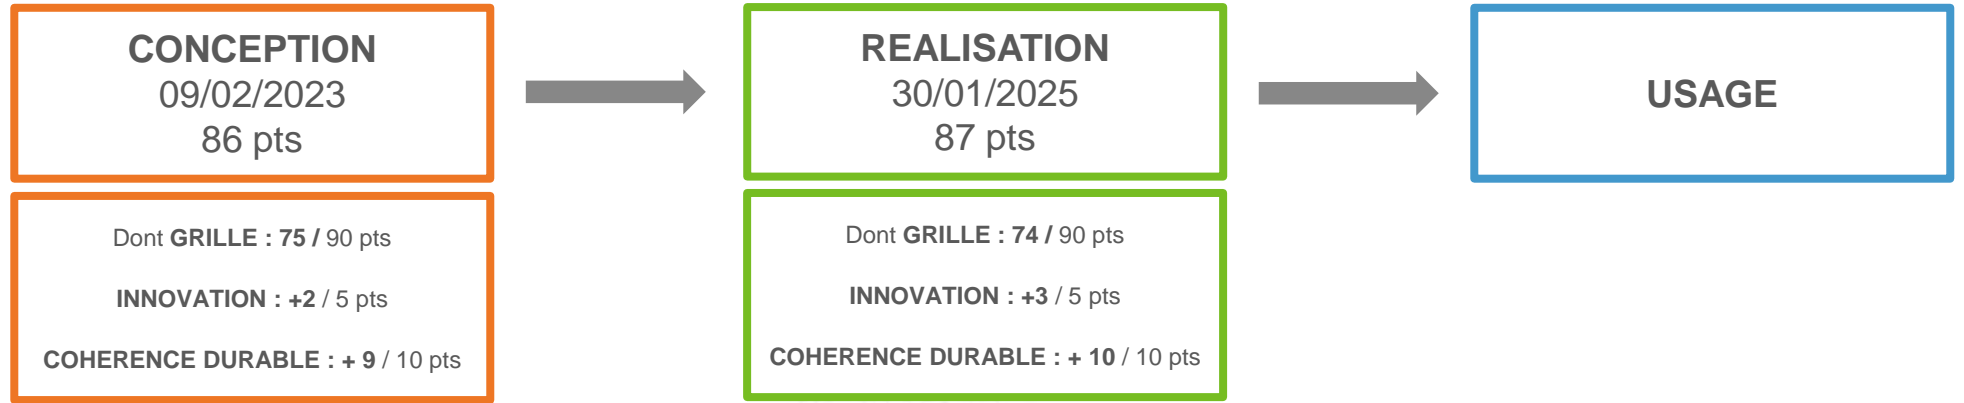 CONCEPTION
09/02/2023
86 pts
Dont GRILLE : 75 / 90 pts
INNOVATION : +2 / 5 pts
COHERENCE DURABLE : + 9 / 10 pts
REALISATION
30/01/2025
87 pts
Dont GRILLE : 74 / 90 pts
INNOVATION : +3 / 5 pts
COHERENCE DURABLE : + 10 / 10 pts
USAGE